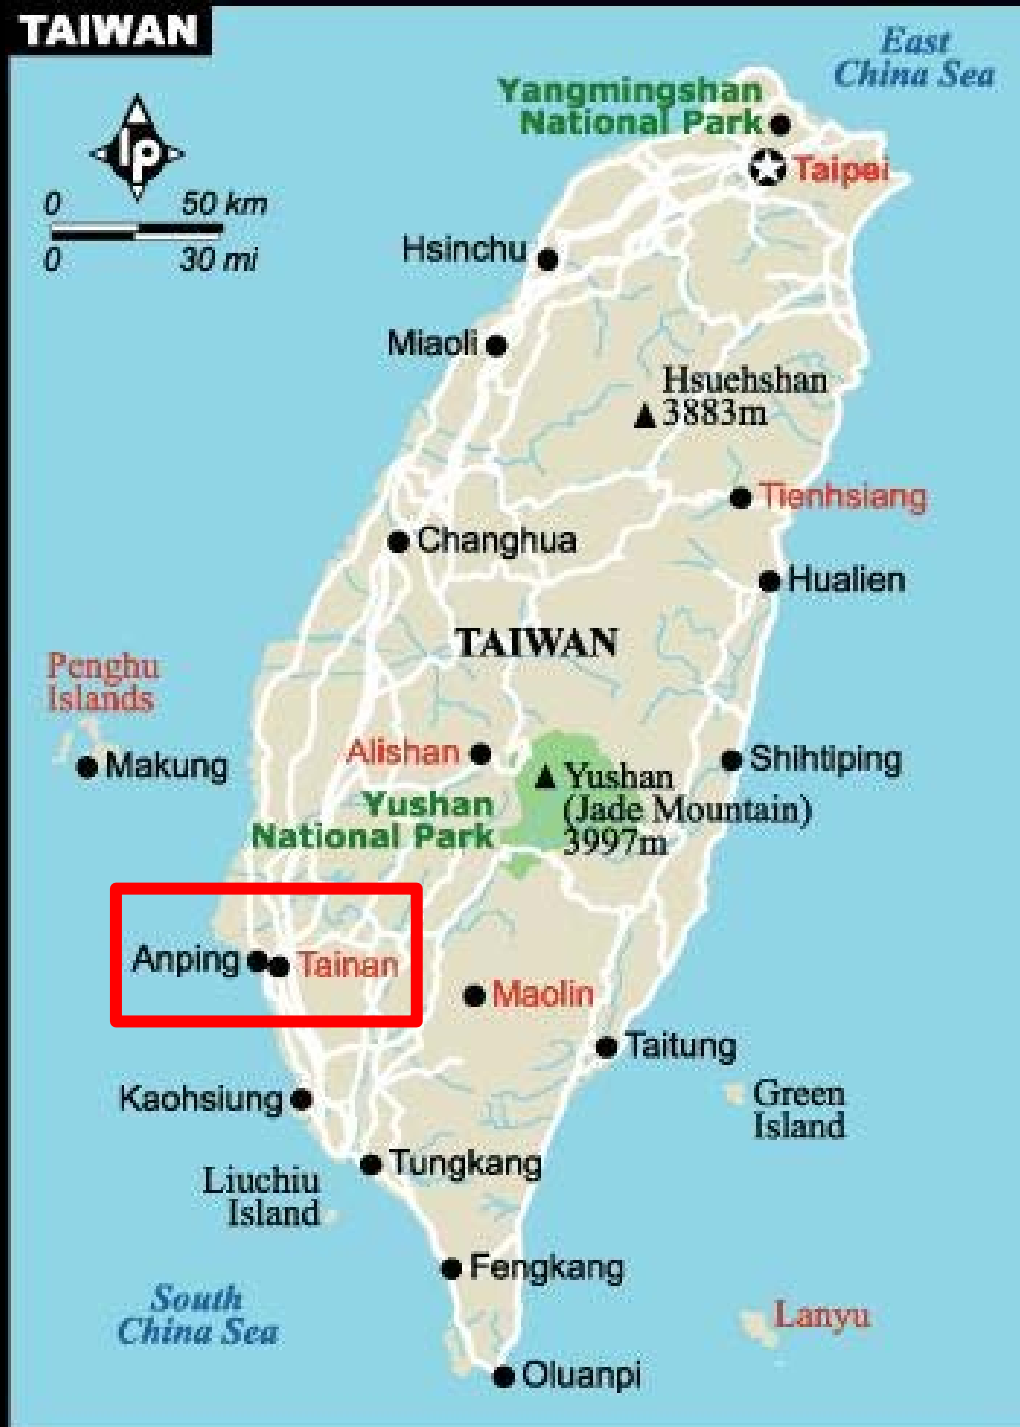 TAIWAN
East
China Sea
Yangmingshan
National Park
lp
Taipei
0 50 km
0 30 mi
Hsinchu
Miaoli
Hsuehshan
3883m
Tienhsiang
Changhua
Hualien
TAIWAN
Penghu
Islands
Makung
Alishan
Shihtiping
Yushan
(Jade Mountain)
3997m
Yushan
National Park
Anping
Tainan
Maolin
Taitung
Kaohsiung
Green
Island
Tungkang
Liuchiu
Island
Fengkang
South
China Sea
Lanyu
Oluanpi